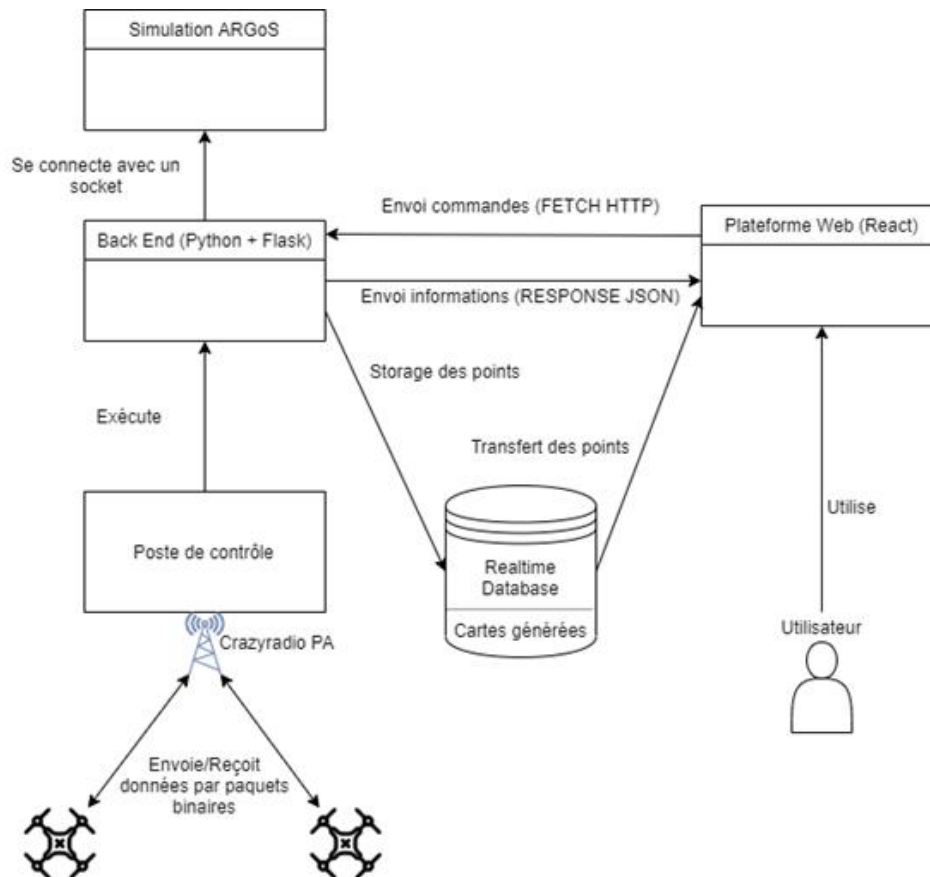 Simulation ARGoS
Se connecte avec un
socket
Envoi commandes (FETCH HTTP)
Back End (Python + Flask)
Plateforme Web (React)
Envoi informations (RESPONSE JSON)
Storage des points
Exécute
Transfert des points
Utilise
Poste de contrôle
Realtime
Database
Cartes générées
Utilisateur
Crazyradio PA
Envoie/Reçoit
données par paquets
binaires